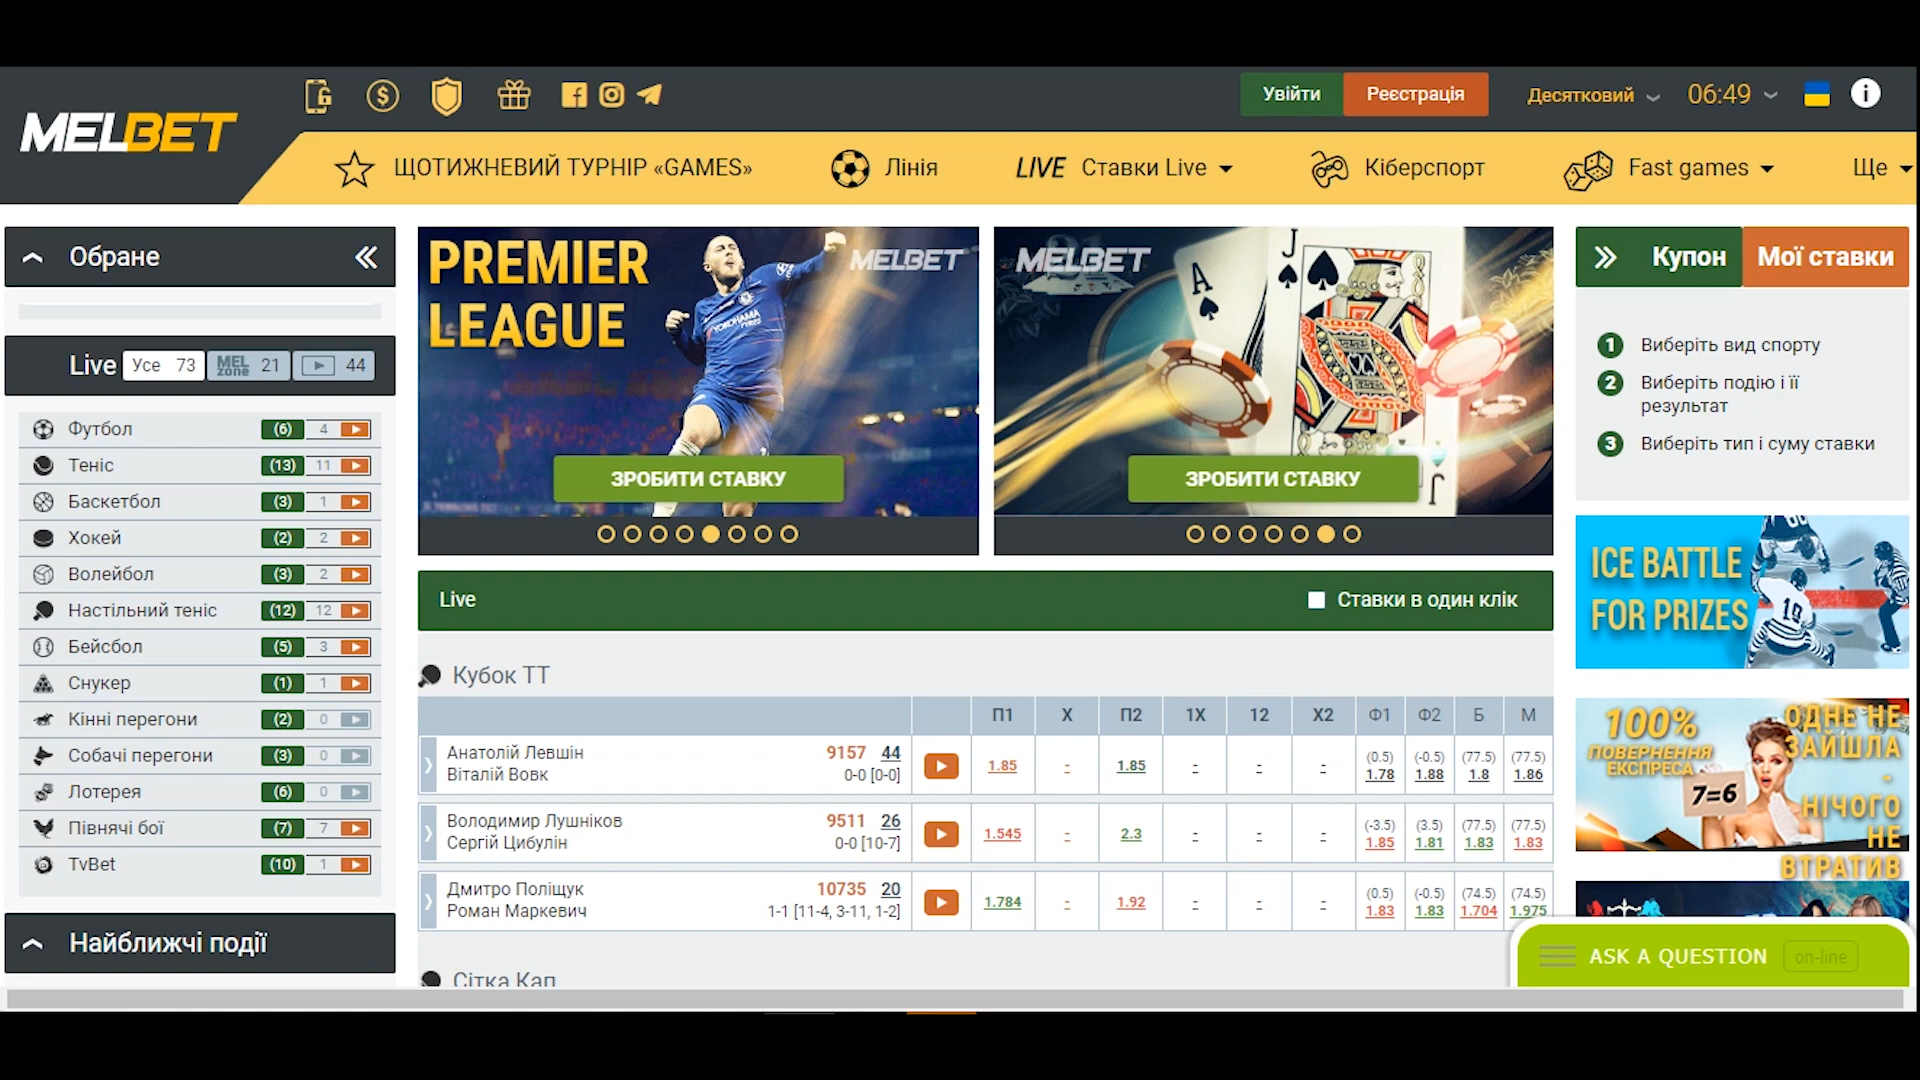 MELBET
Увійти
Реєстрація
Десятковий
06:49
ЩОТИЖНЕВИЙ ТУРНІР «GAMES»
Лінія
LIVE Ставки Live
Кіберспорт
Fast games
Ще
Обране
Live Усе 73 MEL zone 21 44
Футбол (6) 4
Теніс (13) 11
Баскетбол (3) 1
Хокей (2) 2
Волейбол (3) 2
Настільний теніс (12) 12
Бейсбол (5) 3
Снукер (1) 1
Кінні перегони (2) 0
Собачі перегони (3) 0
Лотерея (6) 0
Півнячі бої (7) 7
TvBet (10) 1
Найближчі події
PREMIER
LEAGUE
MELBET
YOKOHAMA
TYRES
ЗРОБИТИ СТАВКУ
MELBET
A
J
J
ЗРОБИТИ СТАВКУ
Live
Ставки в один клік
Кубок ТТ
П1 X П2 1X 12 X2 Ф1 Ф2 Б М
Анатолій Левшін 9157 44
Віталій Вовк 0-0 [0-0]
1.85 - 1.85 - - - (0.5) (-0.5) (77.5) (77.5)
1.78 1.88 1.8 1.86
Володимир Лушніков 9511 26
Сергій Цибулін 0-0 [10-7]
1.545 - 2.3 - - - (-3.5) (3.5) (77.5) (77.5)
1.85 1.81 1.83 1.83
Дмитро Поліщук 10735 20
Роман Маркевич 1-1 [11-4, 3-11, 1-2]
1.784 - 1.92 - - - (0.5) (-0.5) (74.5) (74.5)
1.83 1.83 1.704 1.975
Сітка Кап
Купон
Мої ставки
1 Виберіть вид спорту
2 Виберіть подію і її
результат
3 Виберіть тип і суму ставки
ICE BATTLE
FOR PRIZES
10
100%
ПОВЕРНЕННЯ
ЕКСПРЕСА
7=6
ОДНЕ НЕ
ЗАЙШЛА
-
НІЧОГО
НЕ
ВТРАТИВ
ASK A QUESTION
on-line